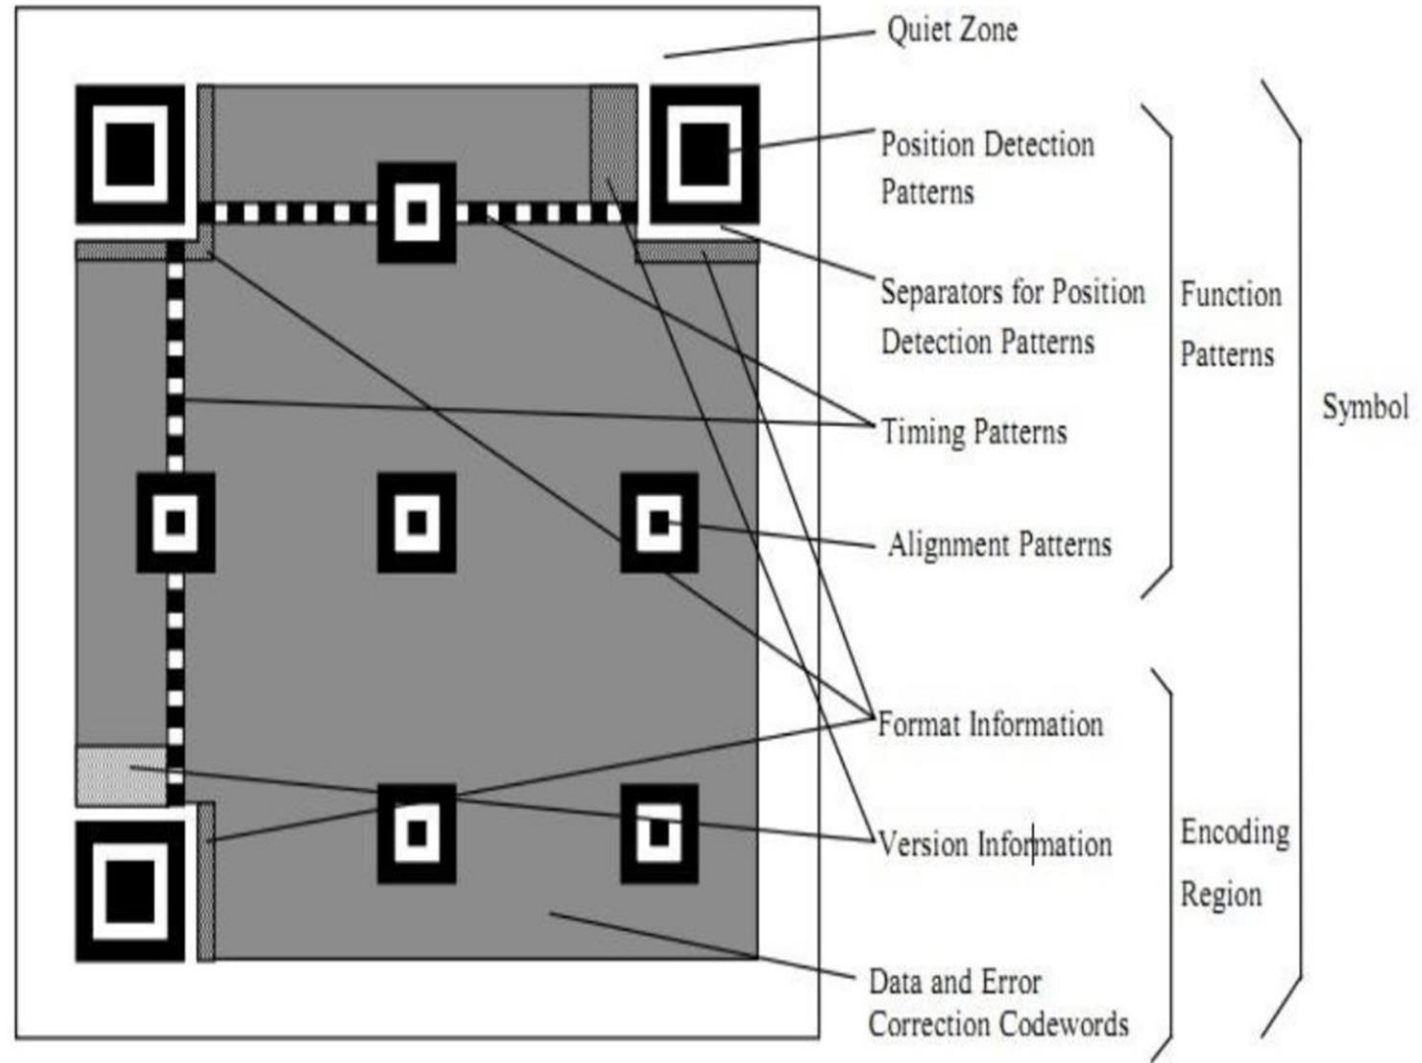 Quiet Zone
Position Detection
Patterns
Separators for Position
Detection Patterns
Function
Patterns
Symbol
Timing Patterns
Alignment Patterns
Format Information
Version Information
Encoding
Region
Data and Error
Correction Codewords